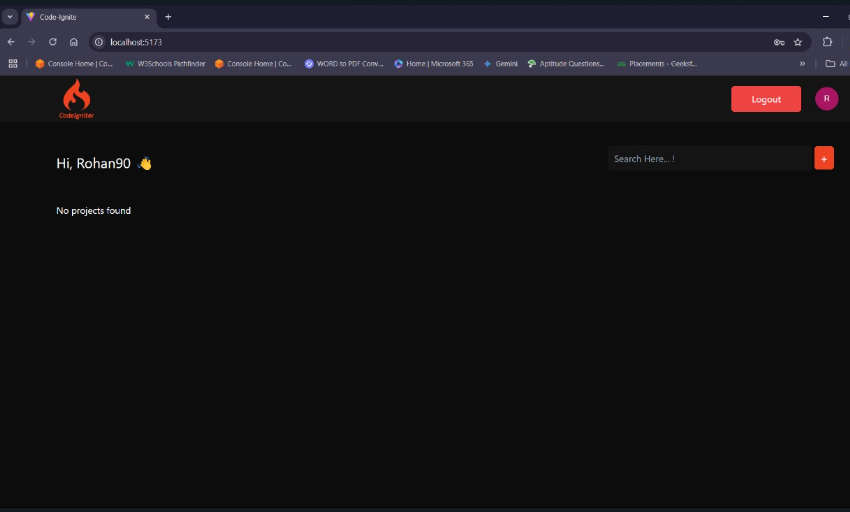 Code-Ignite
localhost:5173
Console Home | Co...
W3Schools Pathfinder
Console Home | Co...
WORD to PDF Conv...
Home | Microsoft 365
Gemini
Aptitude Questions...
Placements - Geeksf...
»
All
CodeIgniter
Logout
R
Hi, Rohan90 👋
Search Here... !
+
No projects found